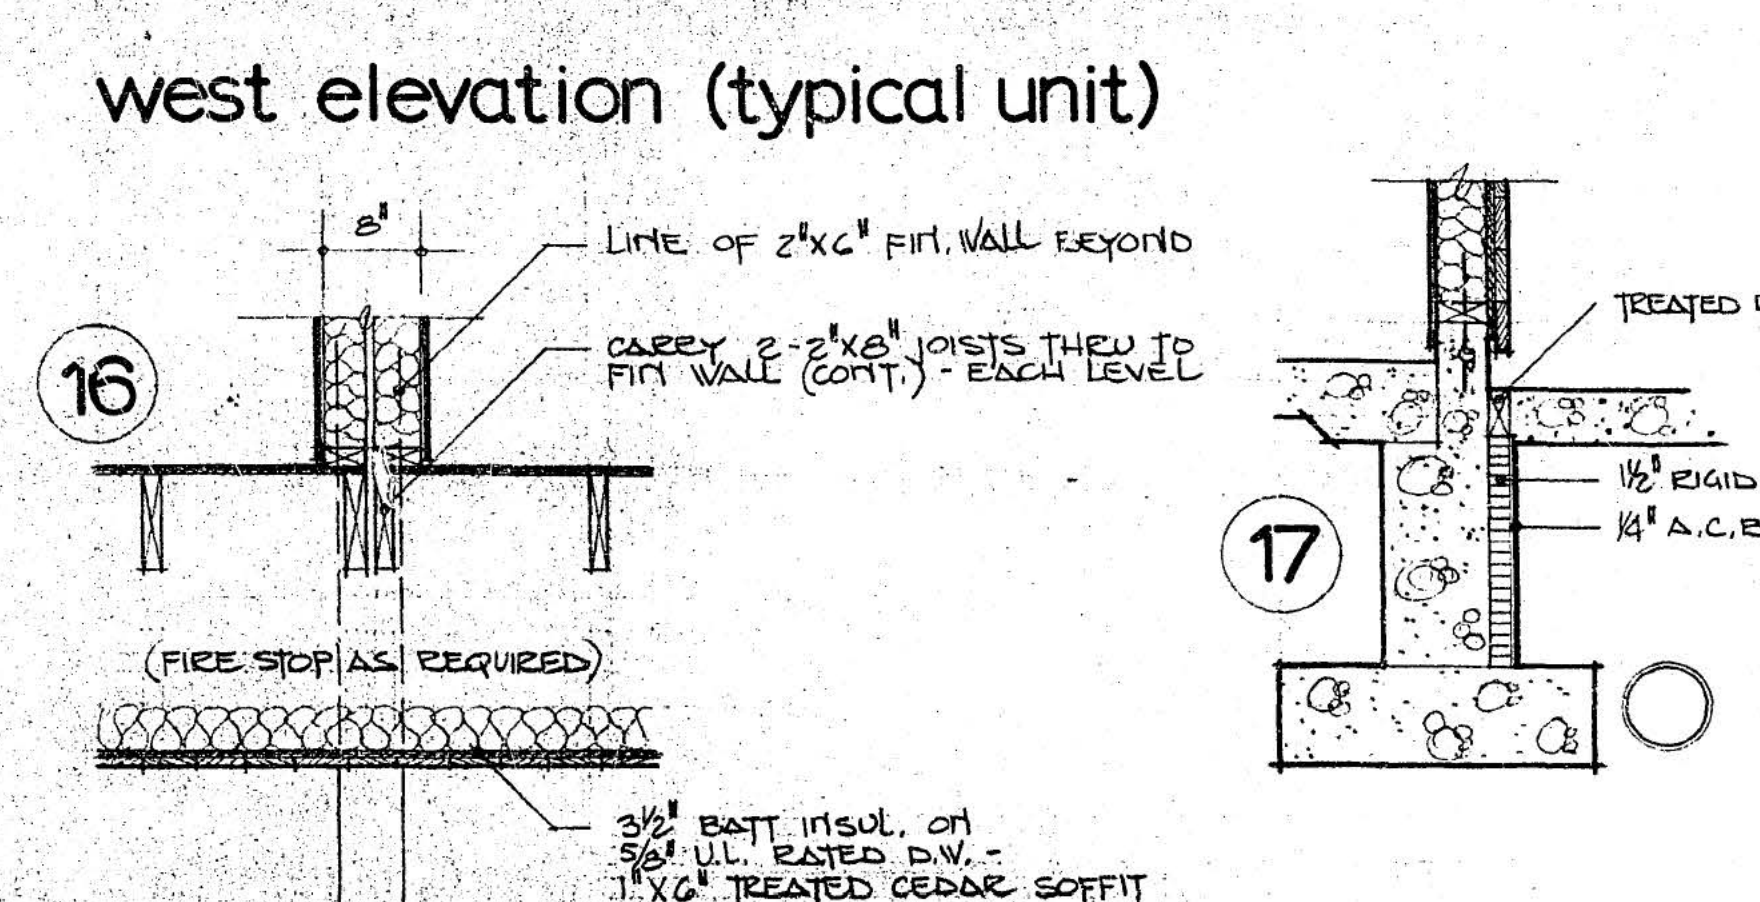 west elevation (typical unit)
8"
LINE OF 2"X6" FIN. WALL BEYOND
CARRY 2-2"X8" JOISTS THRU TO
FIN WALL (CONT.) - EACH LEVEL
16
(FIRE STOP AS REQUIRED)
3½" BATT INSUL. ON
5/8" U.L. RATED D.W. -
1"X6" TREATED CEDAR SOFFIT
TREATED
17
1½" RIGID
¼" A.C.